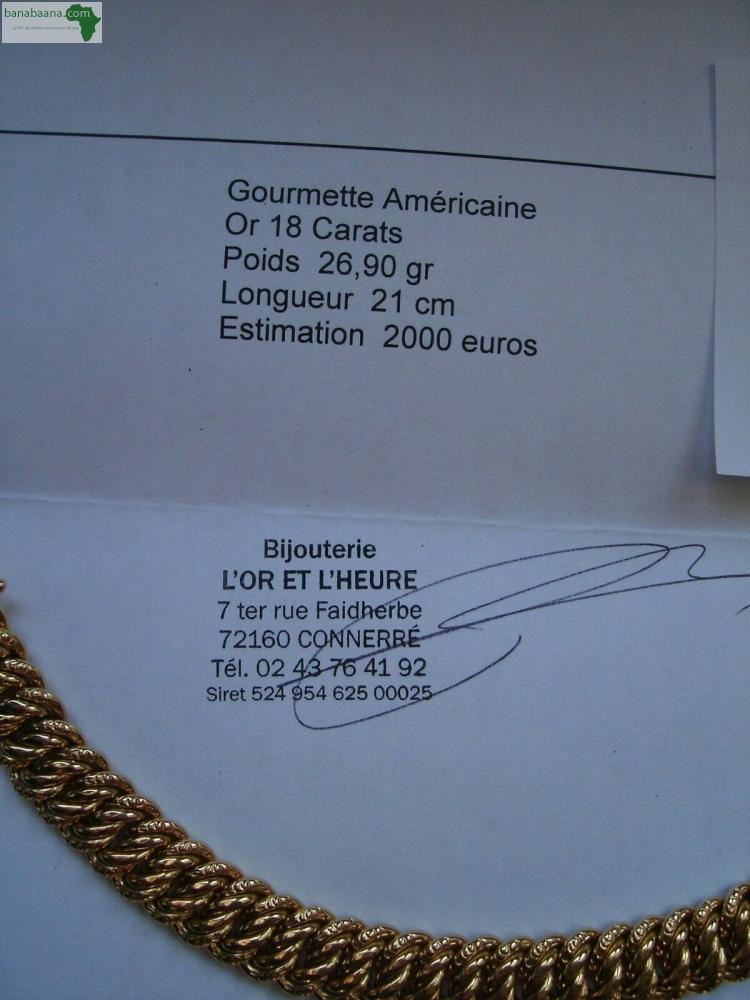 banabaana.com
Gourmette Américaine
Or 18 Carats
Poids 26,90 gr
Longueur 21 cm
Estimation 2000 euros
Bijouterie
L'OR ET L'HEURE
7 ter rue Faidherbe
72160 CONNERRÉ
Tél. 02 43 76 41 92
Siret 524 954 625 00025